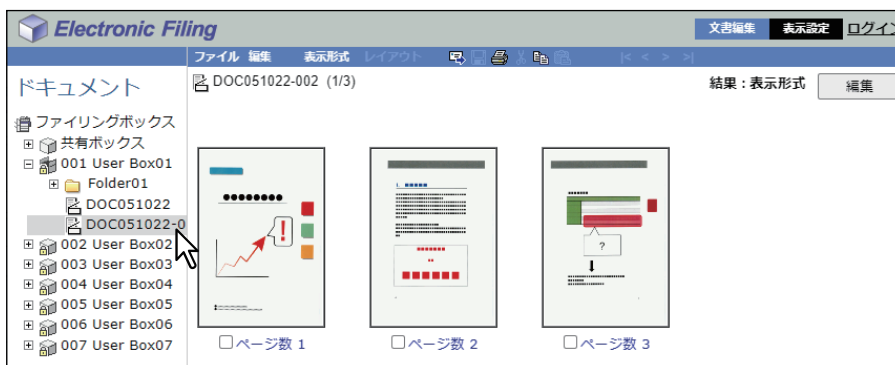 Electronic Filing
文書編集 表示設定 ログイン
ファイル 編集 表示形式 レイアウト |< < > >|
ドキュメント
DOC051022-002 (1/3)
結果:表示形式 編集
ファイリングボックス
共有ボックス
001 User Box01
Folder01
DOC051022
DOC051022-0
002 User Box02
003 User Box03
004 User Box04
005 User Box05
006 User Box06
007 User Box07
!
?
ページ数 1
ページ数 2
ページ数 3